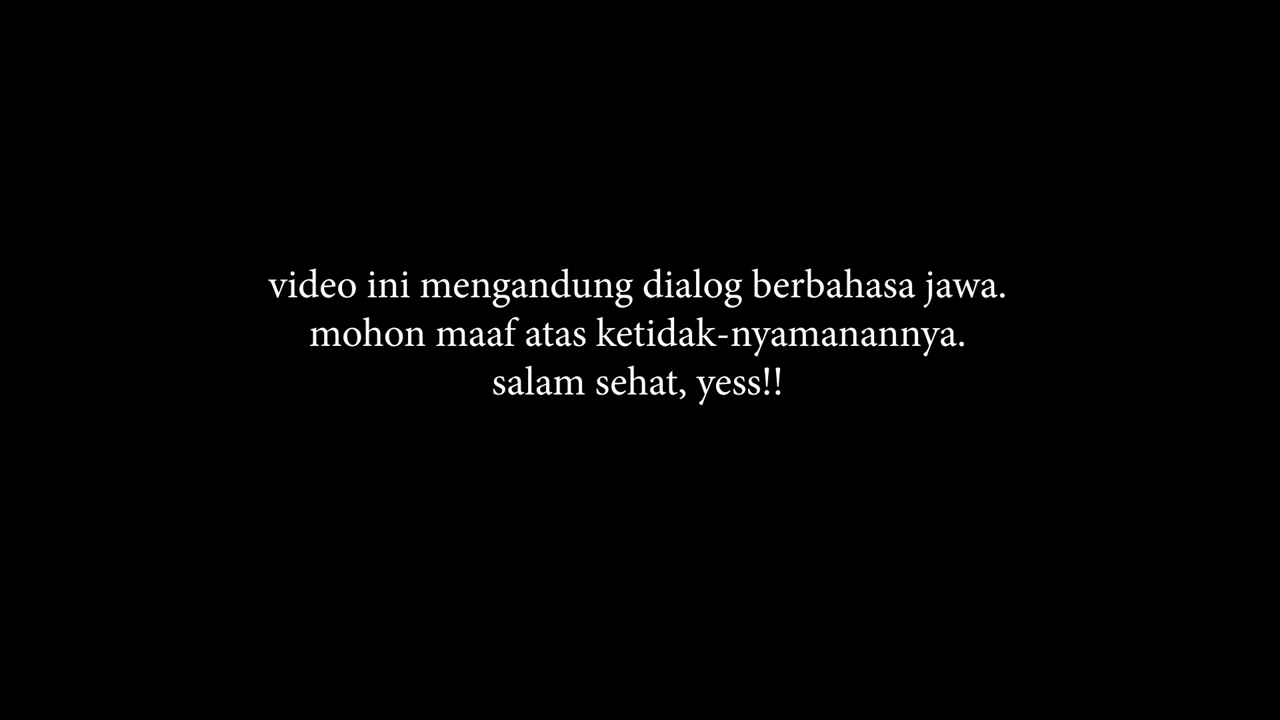 video ini mengandung dialog berbahasa jawa.
mohon maaf atas ketidak-nyamanannya.
salam sehat, yess!!